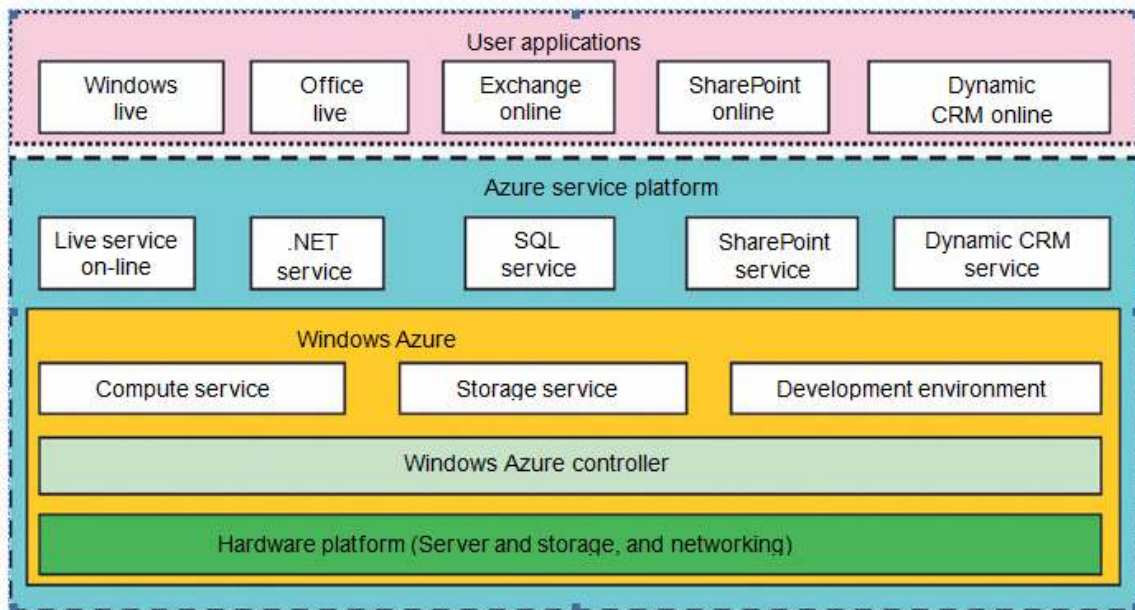 User applications
Windows
live
Office
live
Exchange
online
SharePoint
online
Dynamic
CRM online
Azure service platform
Live service
on-line
.NET
service
SQL
service
SharePoint
service
Dynamic CRM
service
Windows Azure
Compute service
Storage service
Development environment
Windows Azure controller
Hardware platform (Server and storage, and networking)